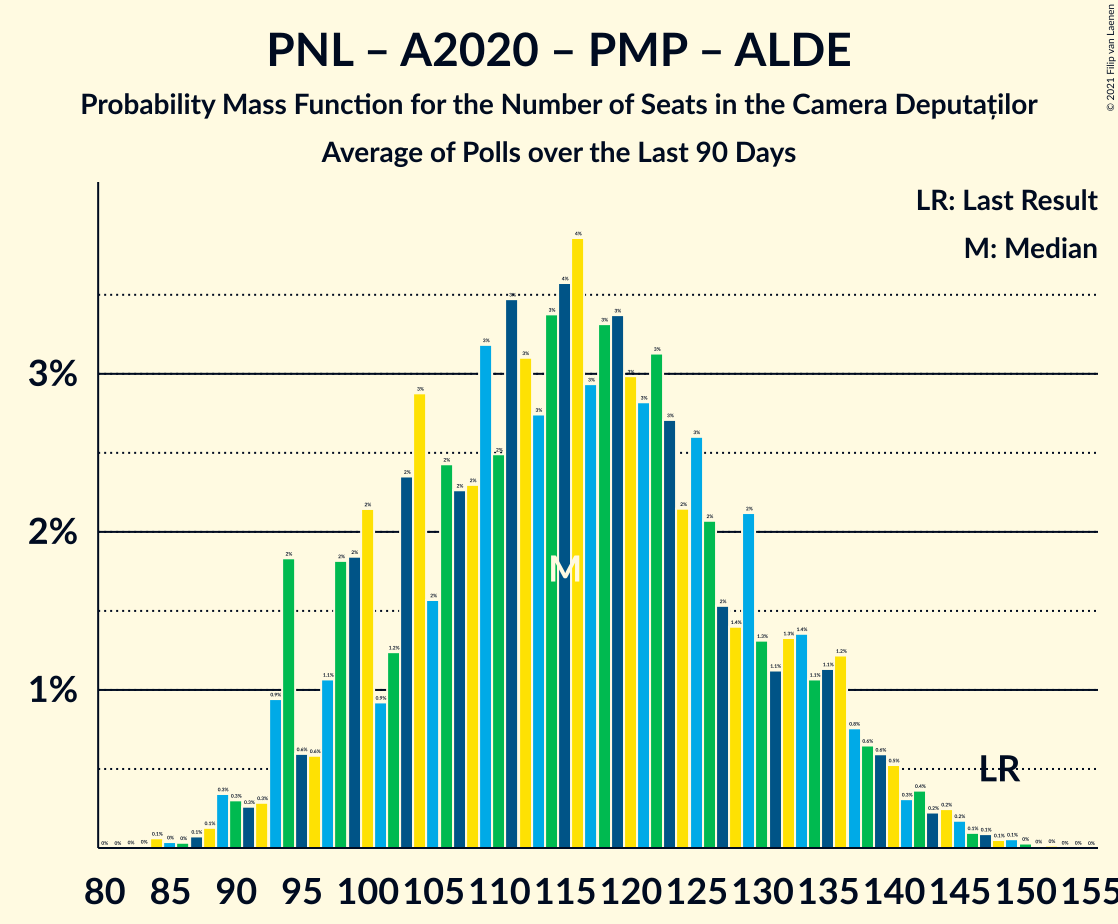 PNL – A2020 – PMP – ALDE
Probability Mass Function for the Number of Seats in the Camera Deputaților
Average of Polls over the Last 90 Days
© 2021 Filip van Laenen
LR: Last Result
M: Median
3%
2%
1%
M
LR
80 85 90 95 100 105 110 115 120 125 130 135 140 145 150 155